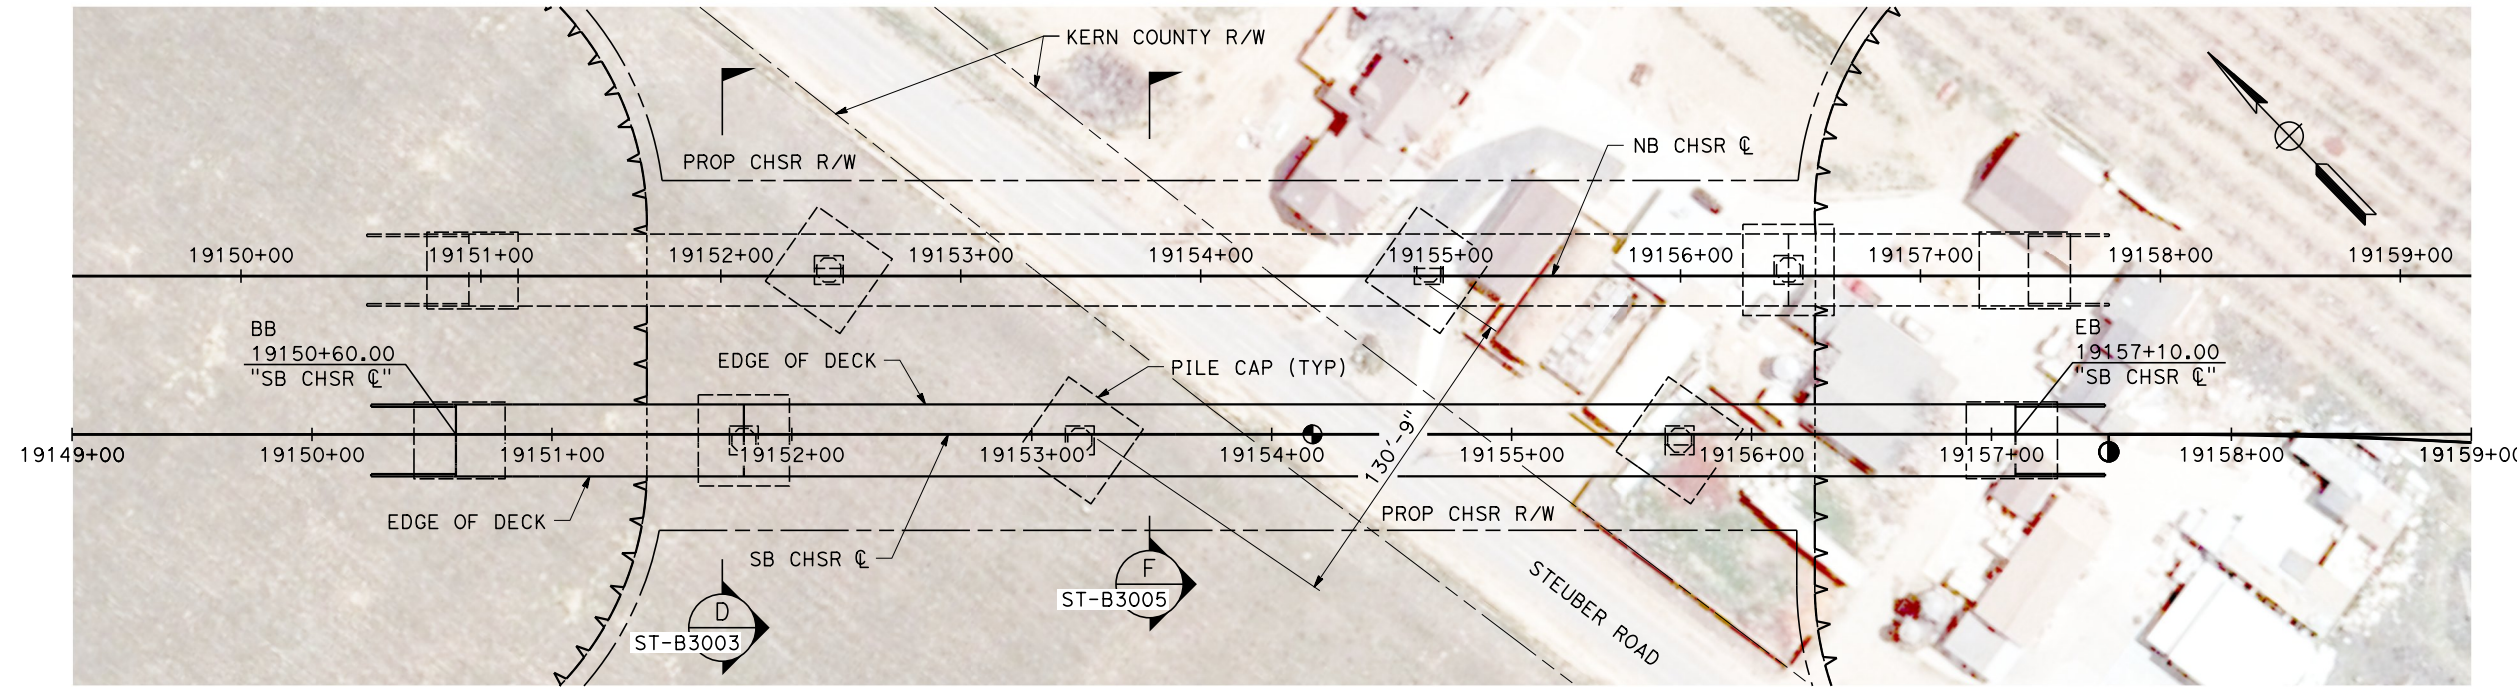 KERN COUNTY R/W
PROP CHSR R/W
NB CHSR ℄
19150+00
19151+00
19152+00
19153+00
19154+00
19155+00
19156+00
19157+00
19158+00
19159+00
BB
19150+60.00
"SB CHSR ℄"
EDGE OF DECK
PILE CAP (TYP)
EB
19157+10.00
"SB CHSR ℄"
130'-9"
19149+00
19150+00
19151+00
19152+00
19153+00
19154+00
19155+00
19156+00
19157+00
19158+00
19159+0
EDGE OF DECK
PROP CHSR R/W
SB CHSR ℄
F
ST-B3005
D
ST-B3003
STEUBER ROAD